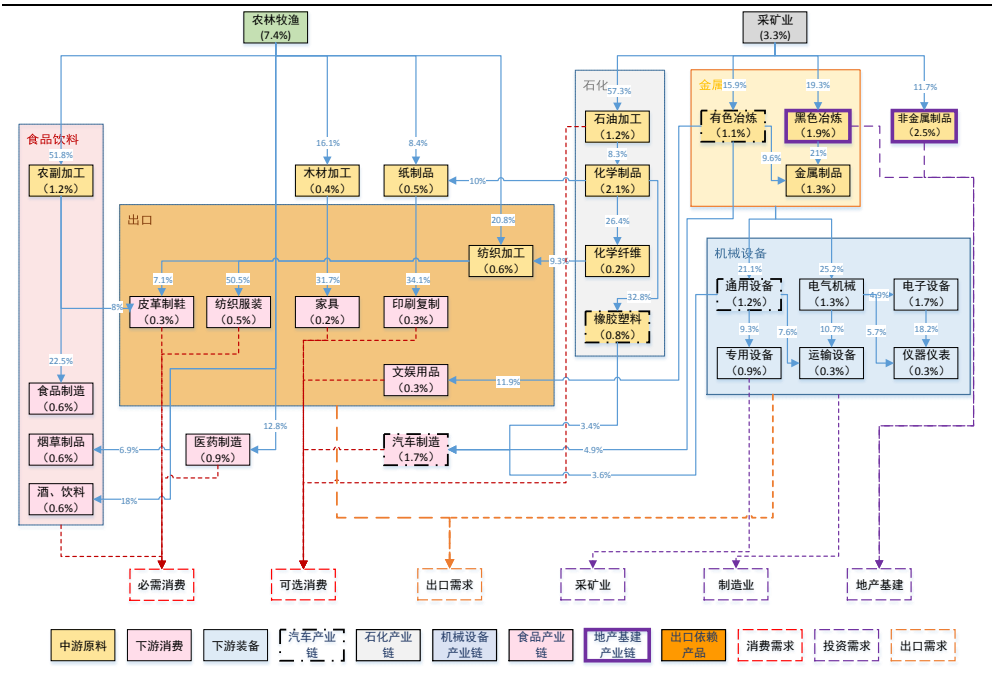 农林牧渔
(7.4%)
采矿业
(3.3%)
石化
金属
57.3%
15.9%
19.3%
11.7%
石油加工
(1.2%)
有色冶炼
(1.1%)
黑色冶炼
(1.9%)
非金属制品
(2.5%)
食品饮料
51.8%
16.1%
8.4%
8.3%
9.6%
21%
农副加工
(1.2%)
木材加工
(0.4%)
纸制品
(0.5%)
10%
化学制品
(2.1%)
金属制品
(1.3%)
出口
20.8%
26.4%
纺织加工
(0.6%)
9.3%
化学纤维
(0.2%)
机械设备
7.1%
50.5%
31.7%
34.1%
21.1%
25.2%
8%
皮革制鞋
(0.3%)
纺织服装
(0.5%)
家具
(0.2%)
印刷复制
(0.3%)
32.8%
橡胶塑料
(0.8%)
通用设备
(1.2%)
电气机械
(1.3%)
4.9%
电子设备
(1.7%)
9.3%
7.6%
10.7%
5.7%
18.2%
22.5%
专用设备
(0.9%)
运输设备
(0.3%)
仪器仪表
(0.3%)
食品制造
(0.6%)
文娱用品
(0.3%)
11.9%
12.8%
3.4%
烟草制品
(0.6%)
6.9%
医药制造
(0.9%)
汽车制造
(1.7%)
4.9%
3.6%
酒、饮料
(0.6%)
18%
必需消费
可选消费
出口需求
采矿业
制造业
地产基建
中游原料
下游消费
下游装备
汽车产业
链
石化产业
链
机械设备
产业链
食品产业
链
地产基建
产业链
出口依赖
产品
消费需求
投资需求
出口需求